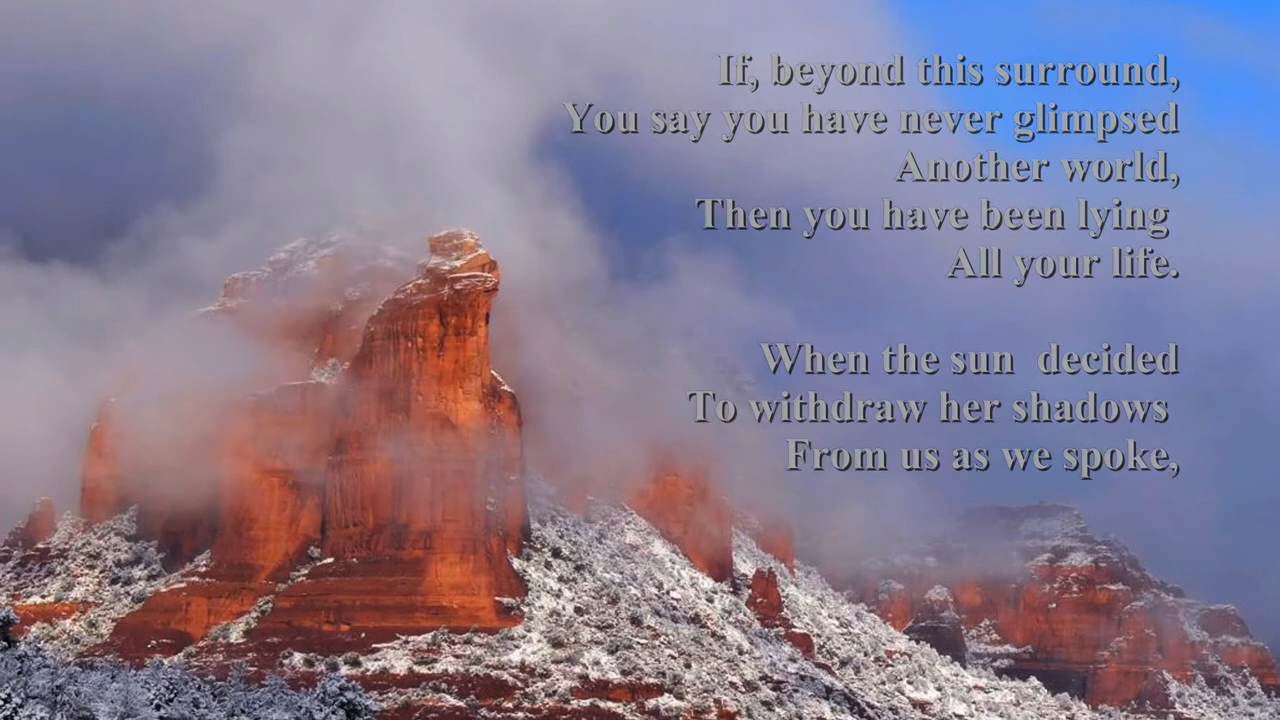 If, beyond this surround,
You say you have never glimpsed
Another world,
Then you have been lying
All your life.
When the sun  decided
To withdraw her shadows
From us as we spoke,